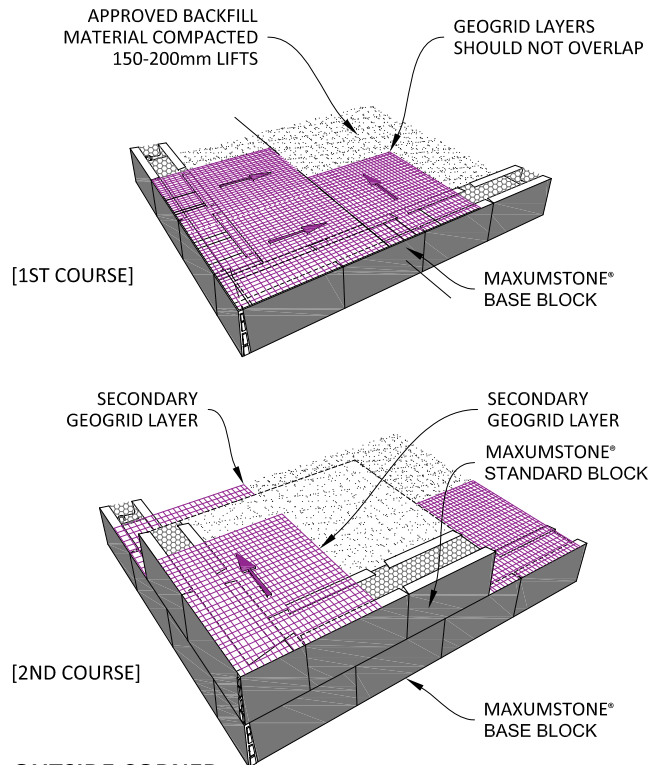 APPROVED BACKFILL
MATERIAL COMPACTED
150-200mm LIFTS
GEOGRID LAYERS
SHOULD NOT OVERLAP
[1ST COURSE]
MAXUMSTONE®
BASE BLOCK
SECONDARY
GEOGRID LAYER
SECONDARY
GEOGRID LAYER
MAXUMSTONE®
STANDARD BLOCK
[2ND COURSE]
MAXUMSTONE®
BASE BLOCK
OUTSIDE CORNER